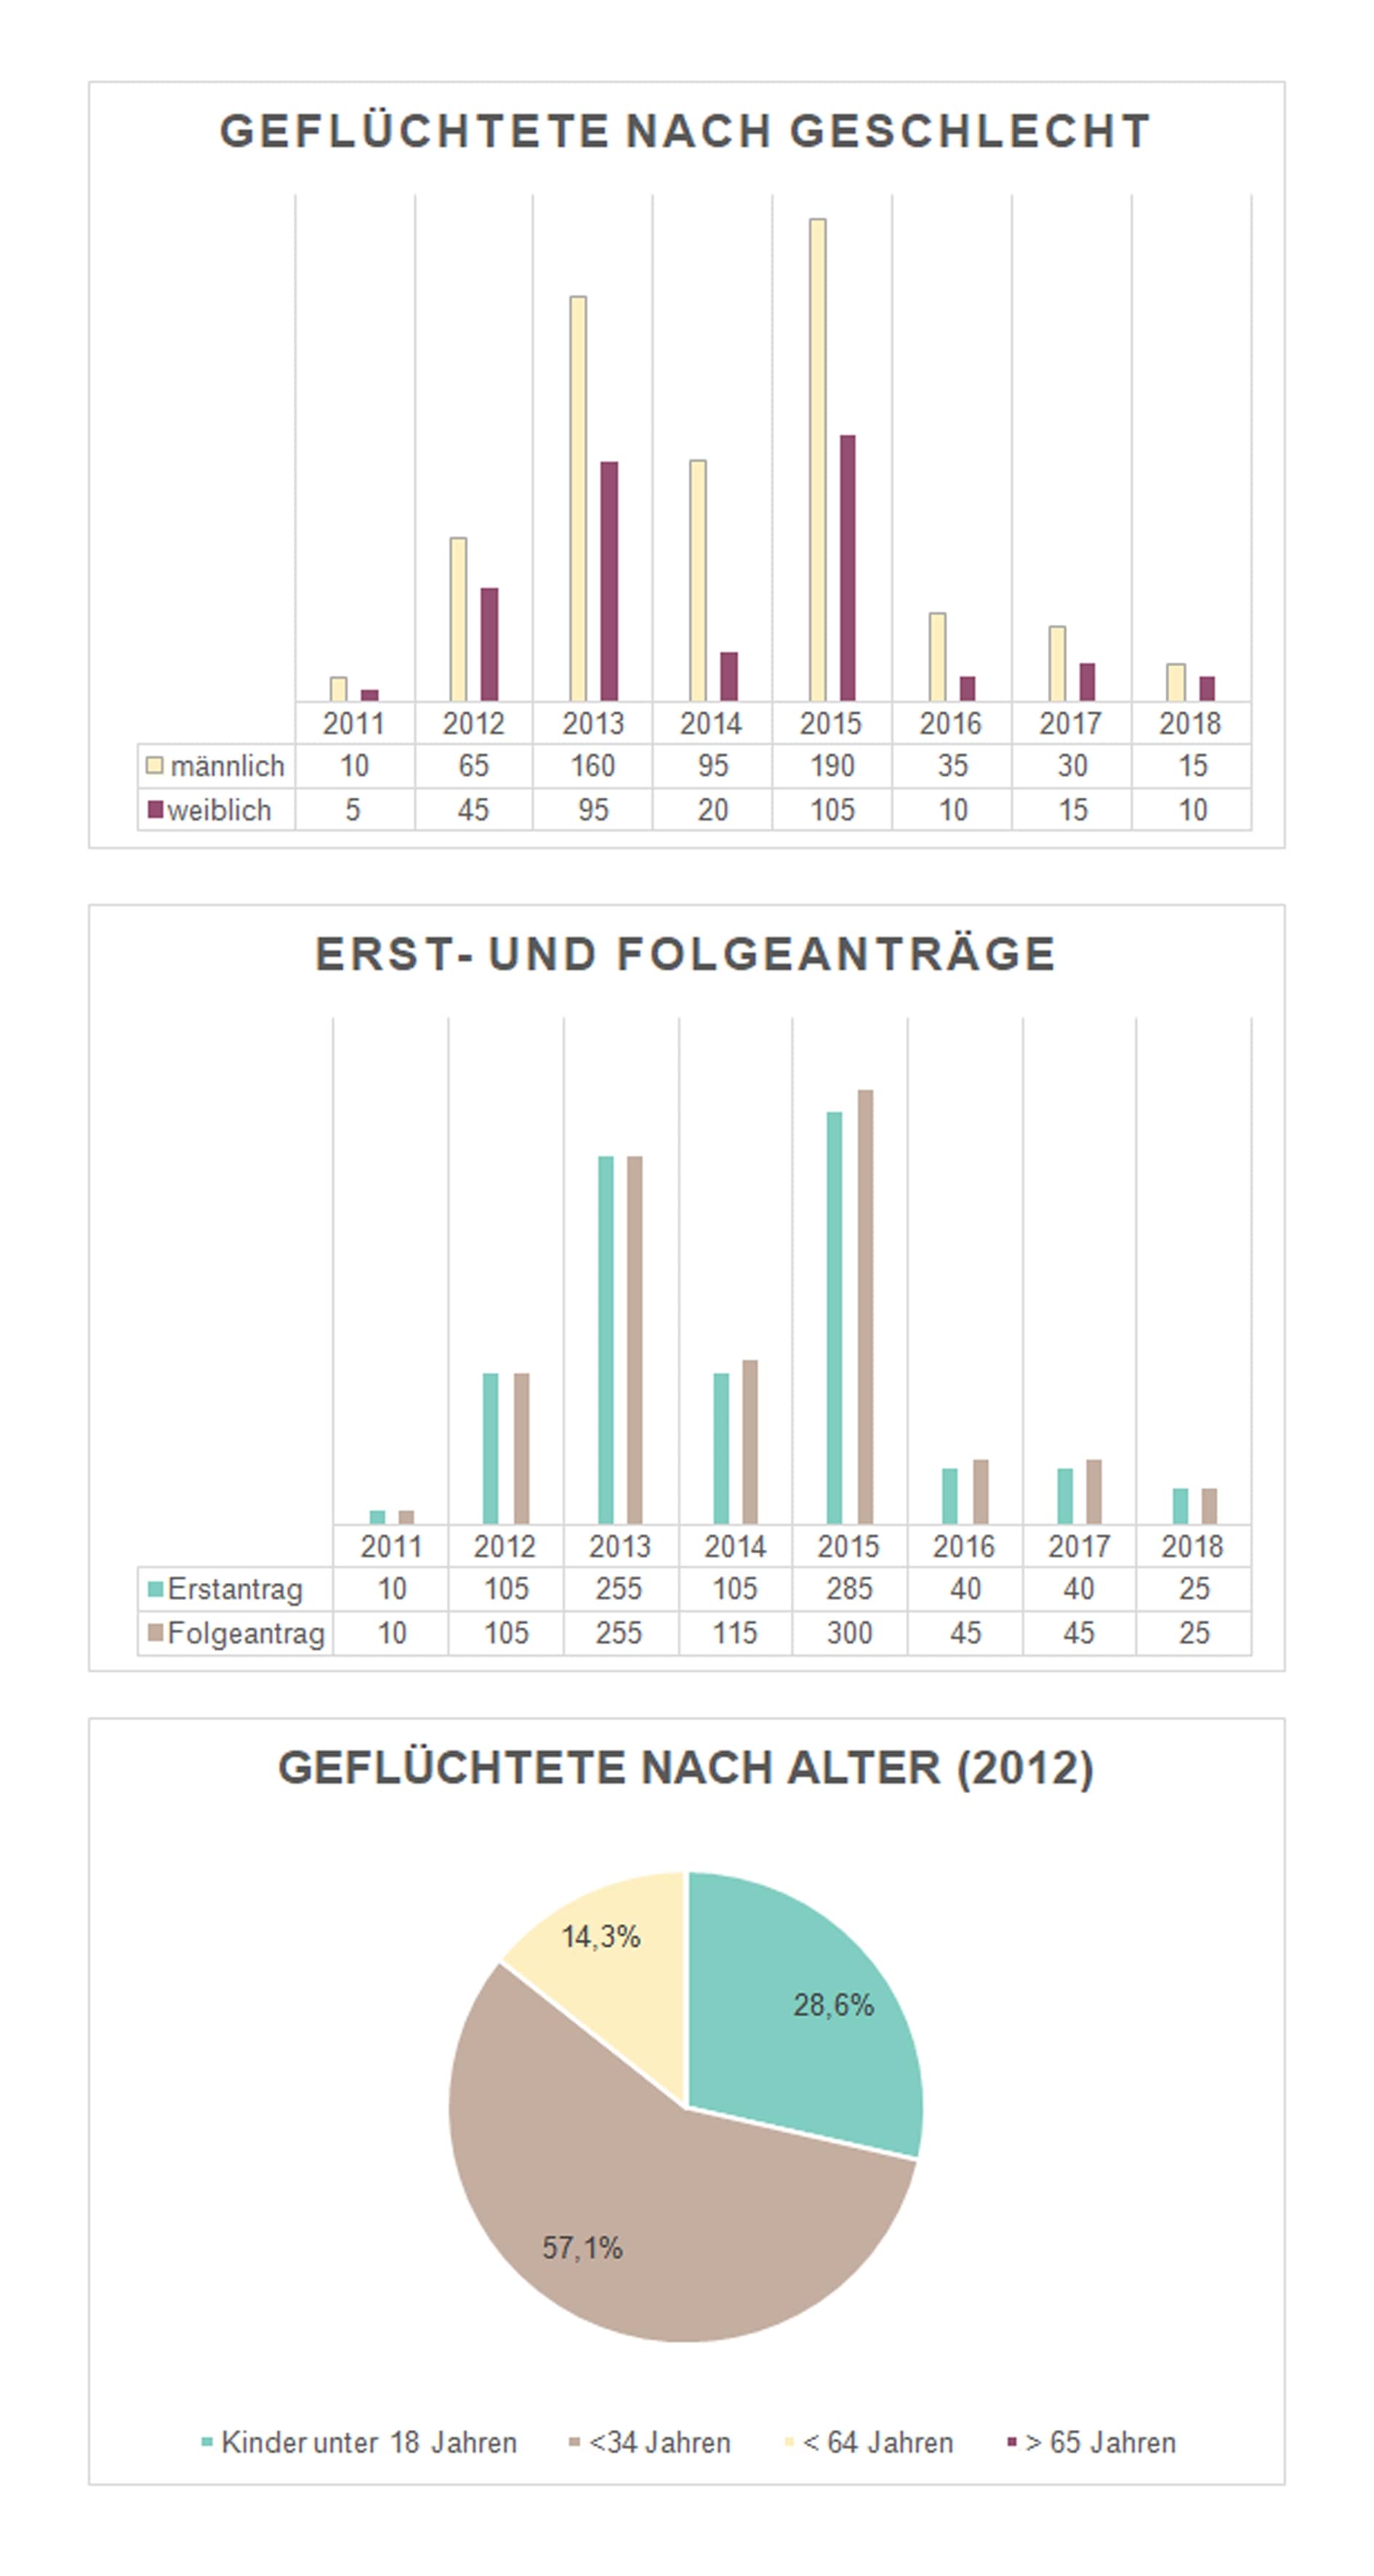 GEFLÜCHTETE NACH GESCHLECHT
2011 2012 2013 2014 2015 2016 2017 2018
männlich 10 65 160 95 190 35 30 15
weiblich 5 45 95 20 105 10 15 10
ERST- UND FOLGEANTRÄGE
2011 2012 2013 2014 2015 2016 2017 2018
Erstantrag 10 105 255 105 285 40 40 25
Folgeantrag 10 105 255 115 300 45 45 25
GEFLÜCHTETE NACH ALTER (2012)
14,3%
28,6%
57,1%
Kinder unter 18 Jahren <34 Jahren < 64 Jahren > 65 Jahren